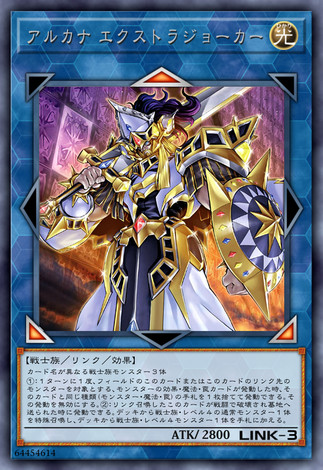 アルカナ エクストラジョーカー
光
【戦士族／リンク／効果】
カード名が異なる戦士族モンスター３体
①：１ターンに１度、フィールドのこのカードまたはこのカードのリンク先の
モンスターを対象とする、モンスターの効果・魔法・罠カードが発動した時、そ
のカードと同じ種類（モンスター・魔法・罠）の手札を１枚捨てて発動できる。そ
の発動を無効にする。②：リンク召喚したこのカードが戦闘で破壊され墓地へ
送られた時に発動できる。デッキから戦士族・レベル４の通常モンスター１体
を特殊召喚し、デッキから戦士族・レベル４モンスター１体を手札に加える。
ATK/ 2800 LINK-3
64454614